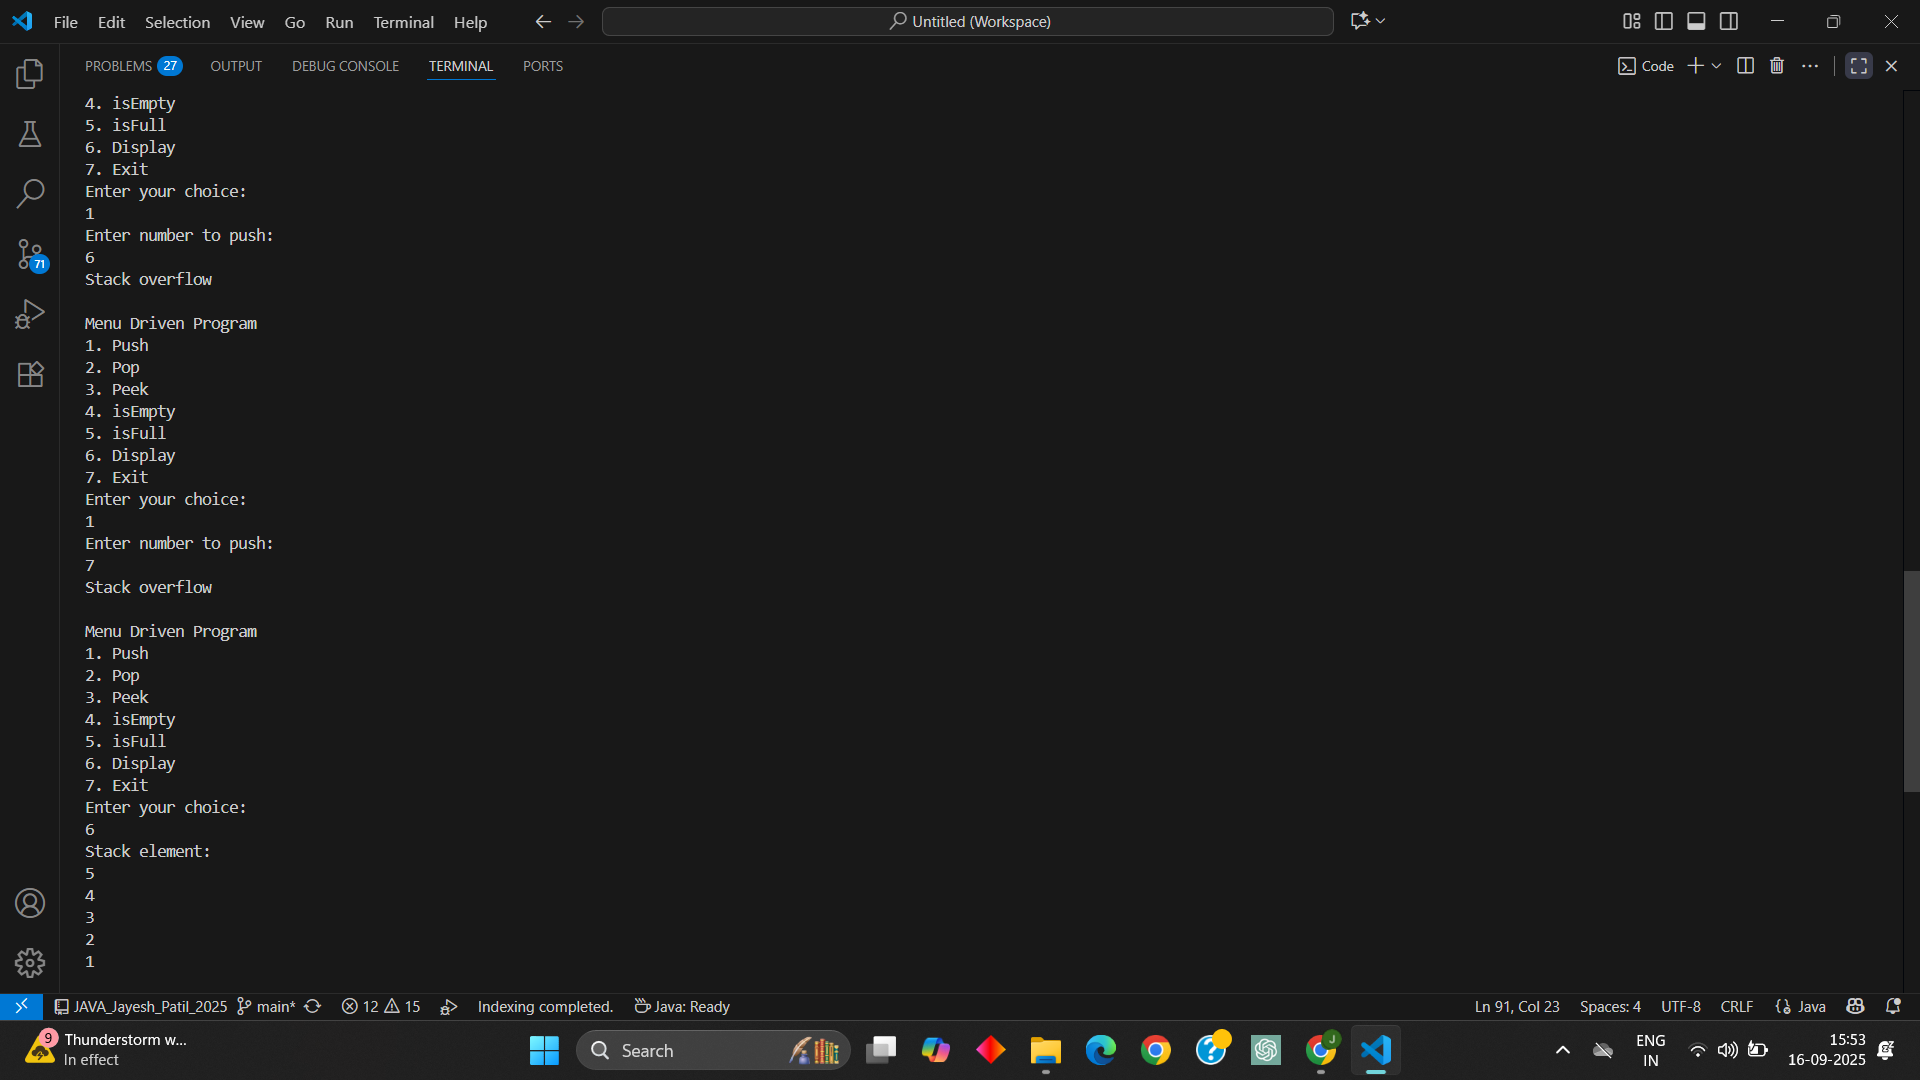 File Edit Selection View Go Run Terminal Help Untitled (Workspace)
PROBLEMS 27 OUTPUT DEBUG CONSOLE TERMINAL PORTS Code
4. isEmpty
5. isFull
6. Display
7. Exit
Enter your choice:
1
Enter number to push:
6
Stack overflow
Menu Driven Program
1. Push
2. Pop
3. Peek
4. isEmpty
5. isFull
6. Display
7. Exit
Enter your choice:
1
Enter number to push:
7
Stack overflow
Menu Driven Program
1. Push
2. Pop
3. Peek
4. isEmpty
5. isFull
6. Display
7. Exit
Enter your choice:
6
Stack element:
5
4
3
2
1
71
JAVA_Jayesh_Patil_2025 main* 12 15 Indexing completed. Java: Ready Ln 91, Col 23 Spaces: 4 UTF-8 CRLF Java
9 Thunderstorm w...
In effect
Search
J
ENG
IN
15:53
16-09-2025